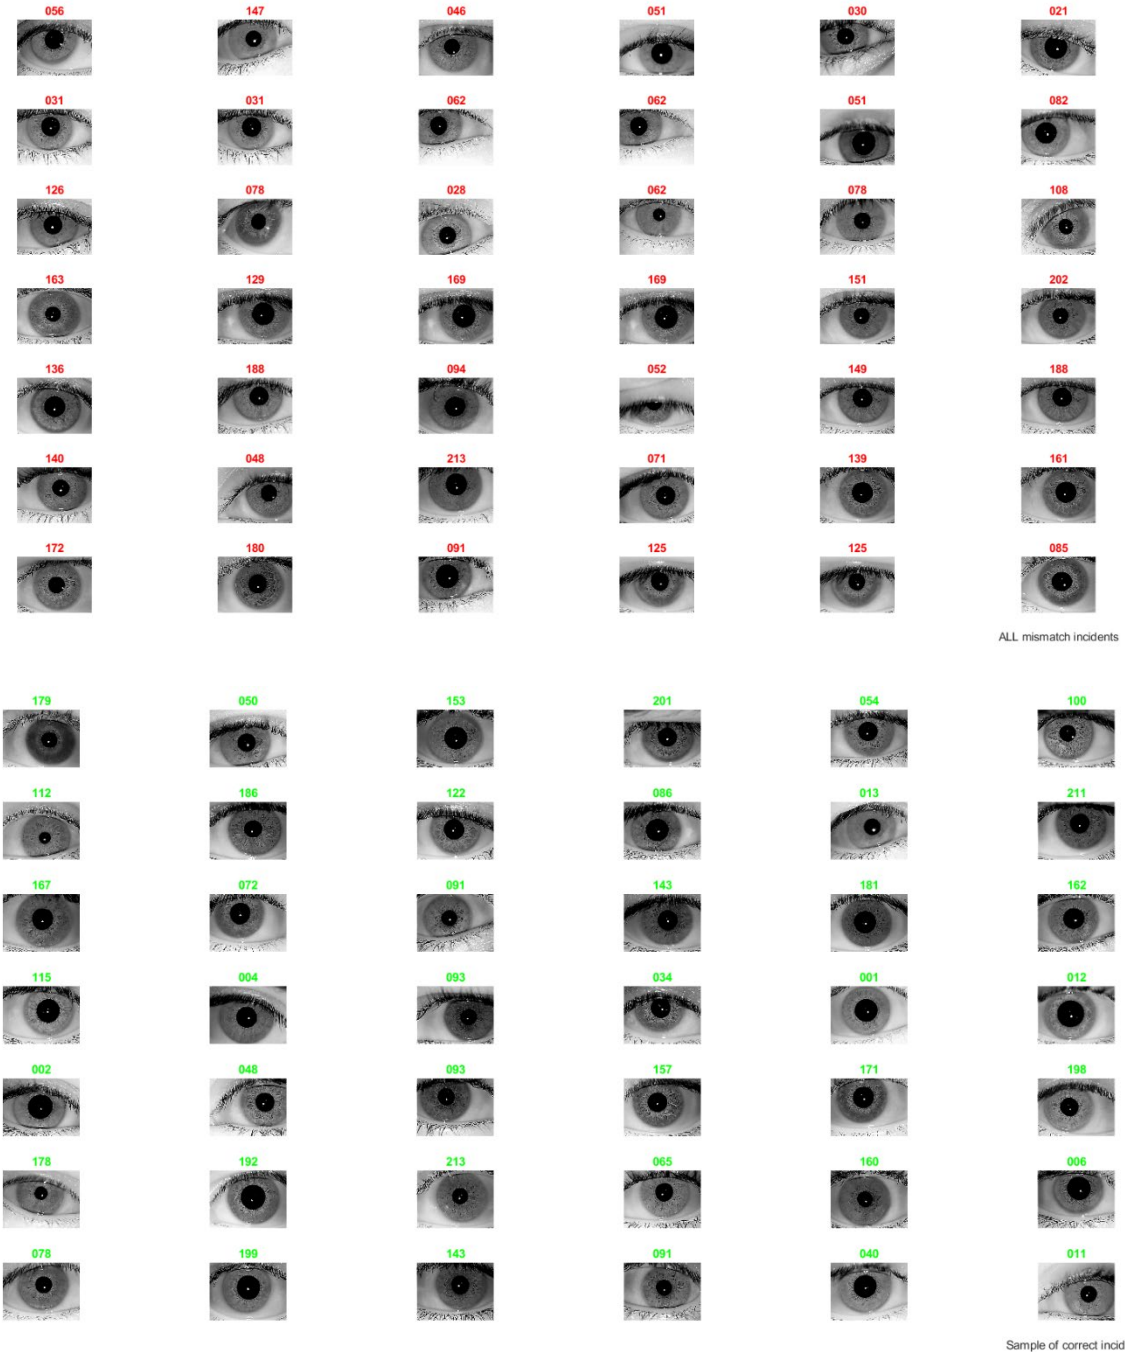 056 147 046 051 030 021
031 031 062 062 051 082
126 078 028 062 078 108
163 129 169 169 151 202
136 188 094 052 149 188
140 048 213 071 139 161
172 180 091 125 125 085
ALL mismatch incidents
179 050 153 201 054 100
112 186 122 086 013 211
167 072 091 143 181 162
115 004 093 034 001 012
002 048 093 157 171 198
178 192 213 065 160 006
078 199 143 091 040 011
Sample of correct incid